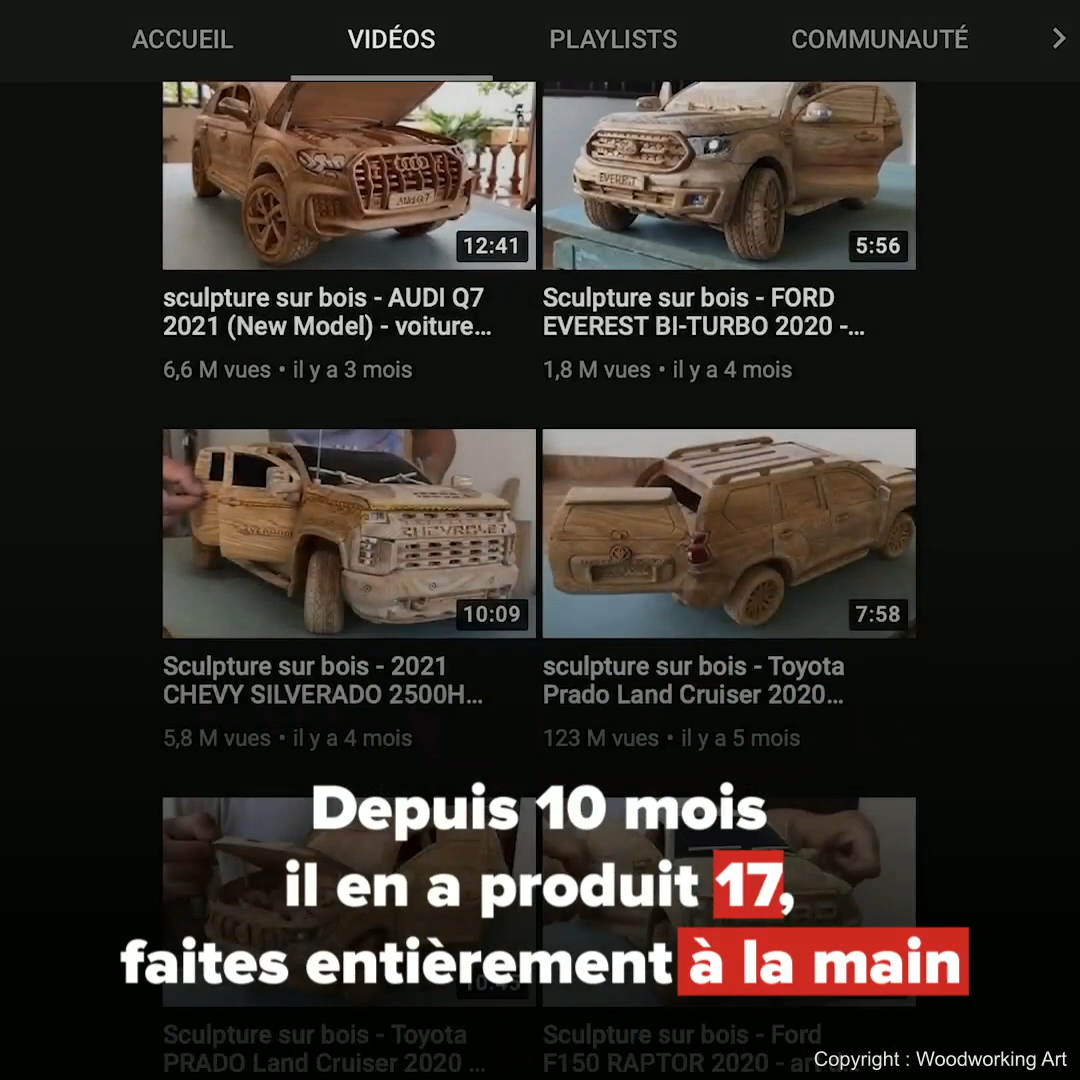 ACCUEIL
VIDÉOS
PLAYLISTS
COMMUNAUTÉ
AUDI Q7
EVEREST
12:41
5:56
sculpture sur bois - AUDI Q7
2021 (New Model) - voiture...
6,6 M vues • il y a 3 mois
Sculpture sur bois - FORD
EVEREST BI-TURBO 2020 -...
1,8 M vues • il y a 4 mois
CHEVROLET
10:09
7:58
Sculpture sur bois - 2021
CHEVY SILVERADO 2500H...
5,8 M vues • il y a 4 mois
sculpture sur bois - Toyota
Prado Land Cruiser 2020...
123 M vues • il y a 5 mois
Depuis 10 mois
il en a produit 17,
faites entièrement à la main
Sculpture sur bois - Toyota
PRADO Land Cruiser 2020 ...
Sculpture sur bois - Ford
F150 RAPTOR 2020 - art
Copyright : Woodworking Art